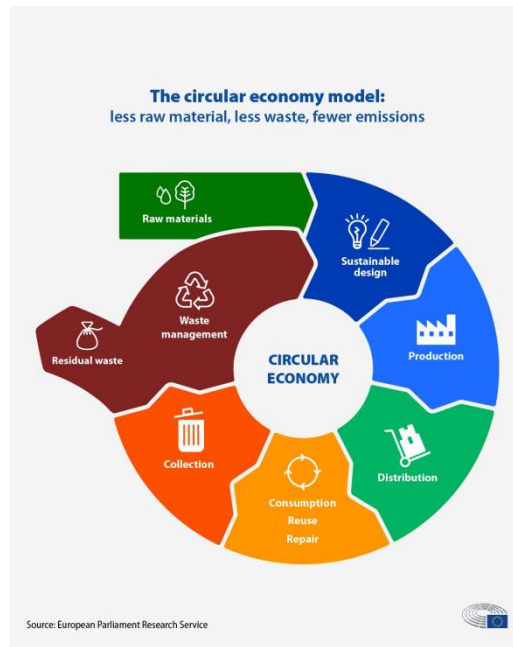 The circular economy model:
less raw material, less waste, fewer emissions
Raw materials
Sustainable
design
Production
Distribution
Consumption
Reuse
Repair
Collection
Waste
management
Residual waste
CIRCULAR
ECONOMY
Source: European Parliament Research Service